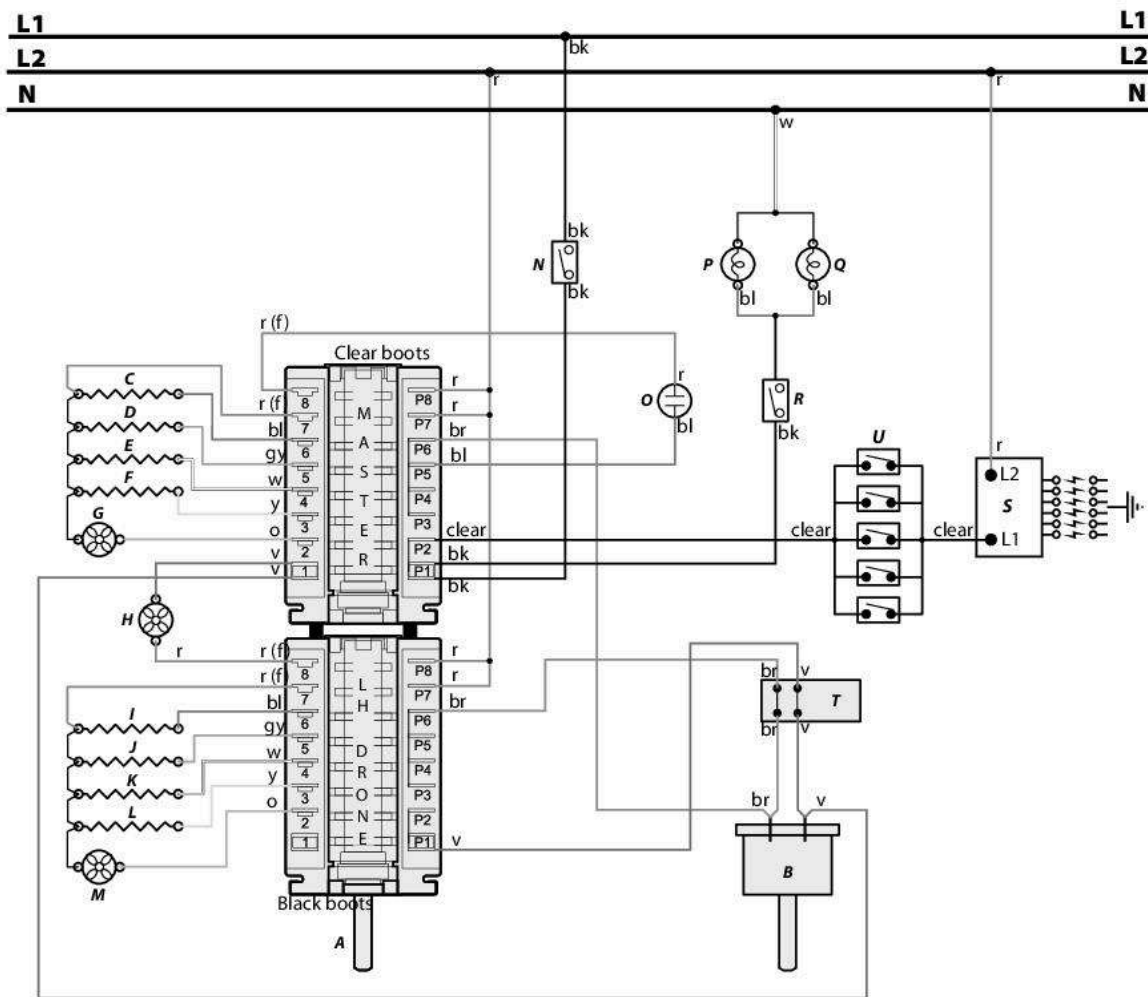 L1 L1
bk
L2 L2
r r
N N
w
bk
N
bk
P Q
bl bl
r (f)
Clear boots
C
r (f)
8 P8 r
7 P7 r
D
bl 6 P6 br
gy 5 P5 bl
E
w 4 P4
F
y 3 P3
G
o 2 P2 clear
v
v 1 P1 bk
bk
MASTER
r
O
bl
R
bk
U
clear clear
r
L2
S
L1
H
r r (f) 8 P8 r
r (f) 7 P7 r
I
bl 6 P6 br
J
gy 5 P5
K
w 4 P4
L
y 3 P3
o 2 P2
1 P1 v
M
LH DRONE
Black boots
A
br v
T
br v
br v
B